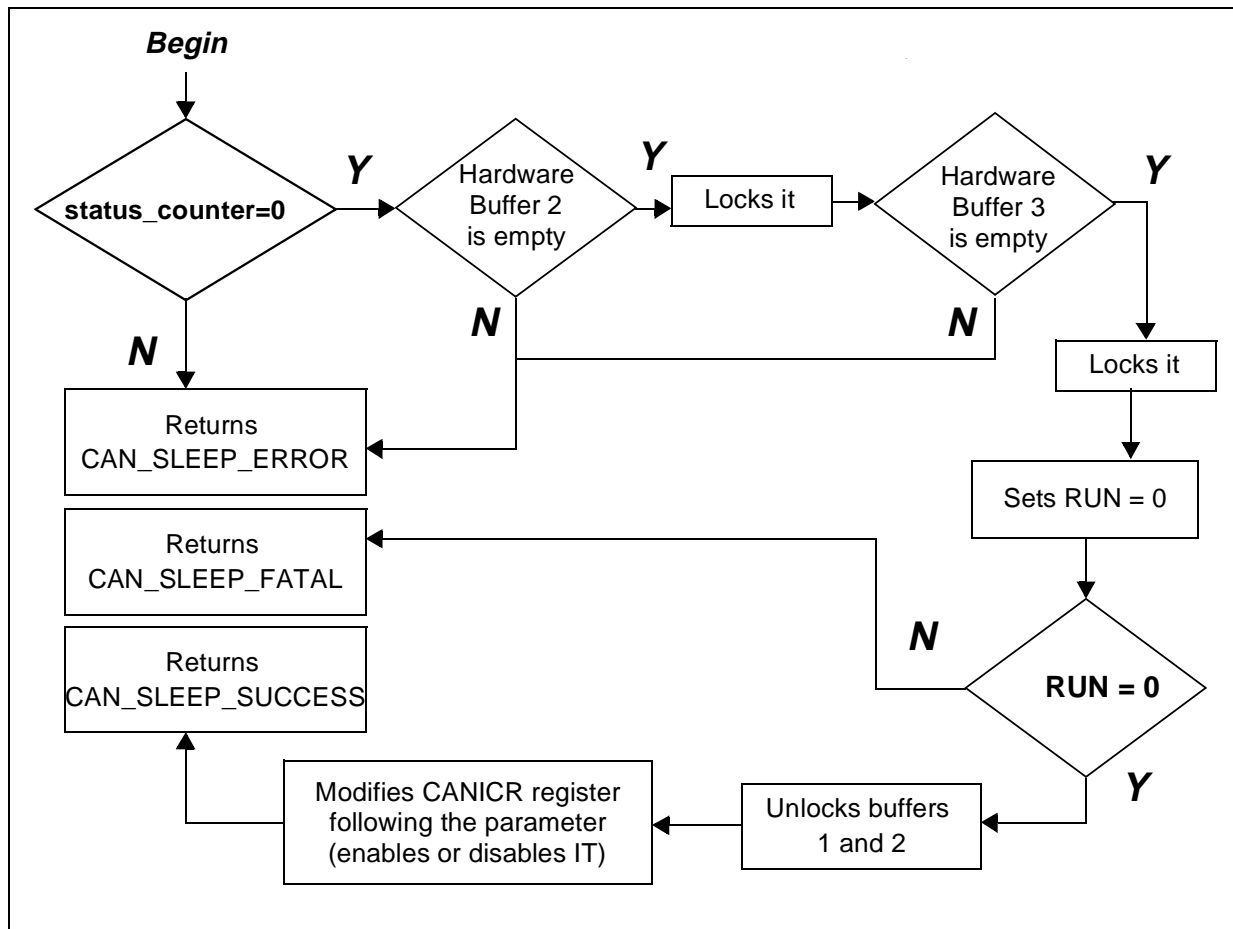 Begin
status_counter=0
Y
Hardware
Buffer 2
is empty
Y
Locks it
Hardware
Buffer 3
is empty
Y
N
N
N
Locks it
Returns
CAN_SLEEP_ERROR
Sets RUN = 0
Returns
CAN_SLEEP_FATAL
N
RUN = 0
Returns
CAN_SLEEP_SUCCESS
Y
Unlocks buffers
1 and 2
Modifies CANICR register
following the parameter
(enables or disables IT)